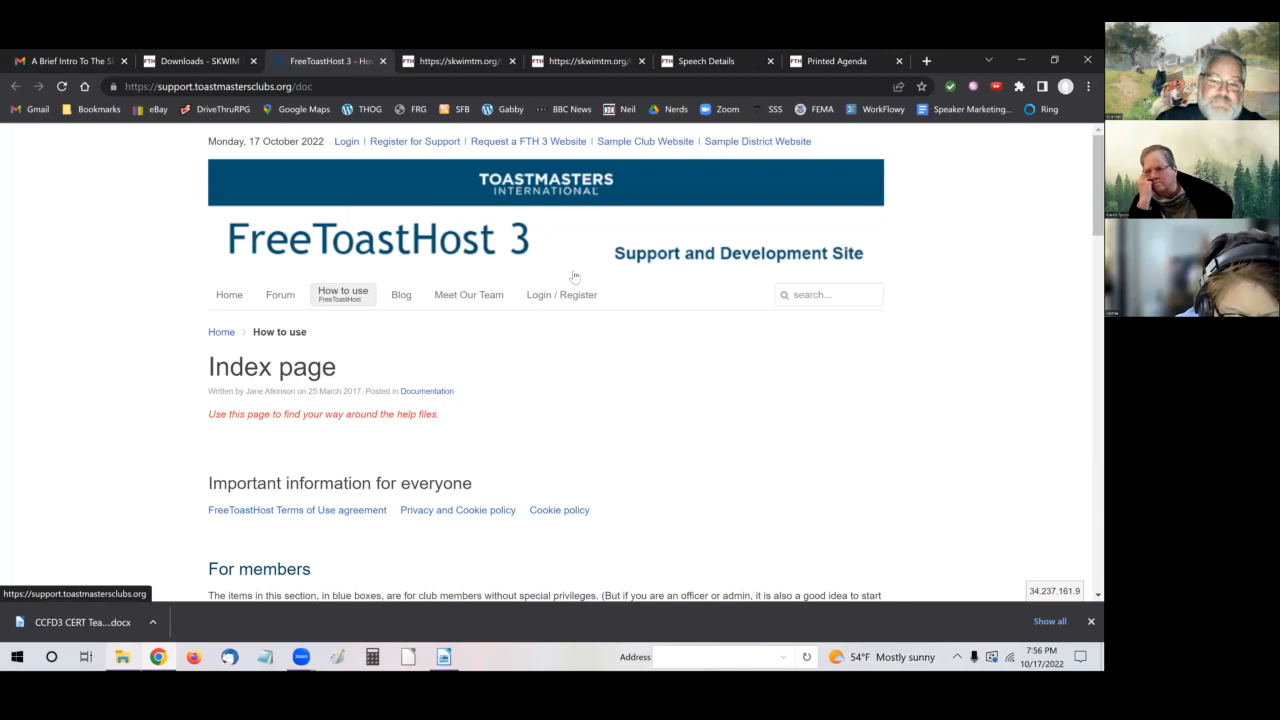 A Brief Intro To The S
Downloads - SKWIM
FreeToastHost 3 - Ho
https://skwimtm.org/
https://skwimtm.org/
Speech Details
Printed Agenda
https://support.toastmastersclubs.org/doc
Gmail
Bookmarks
eBay
DriveThruRPG
Google Maps
THOG
FRG
SFB
Gabby
BBC News
Neil
Nerds
Zoom
SSS
FEMA
WorkFlowy
Speaker Marketing...
Ring
Monday, 17 October 2022 Login | Register for Support | Request a FTH 3 Website | Sample Club Website | Sample District Website
TOASTMASTERS
INTERNATIONAL
FreeToastHost 3
Support and Development Site
Home
Forum
How to use
FreeToastHost
Blog
Meet Our Team
Login / Register
search...
Home > How to use
Index page
Written by Jane Atkinson on 25 March 2017. Posted in Documentation
Use this page to find your way around the help files.
Important information for everyone
FreeToastHost Terms of Use agreement Privacy and Cookie policy Cookie policy
For members
The items in this section, in blue boxes, are for club members without special privileges. (But if you are an officer or admin, it is also a good idea to start
https://support.toastmastersclubs.org
34.237.161.9
CCFD3 CERT Tea....docx
Show all
zoom
Address
54°F Mostly sunny
7:56 PM
10/17/2022